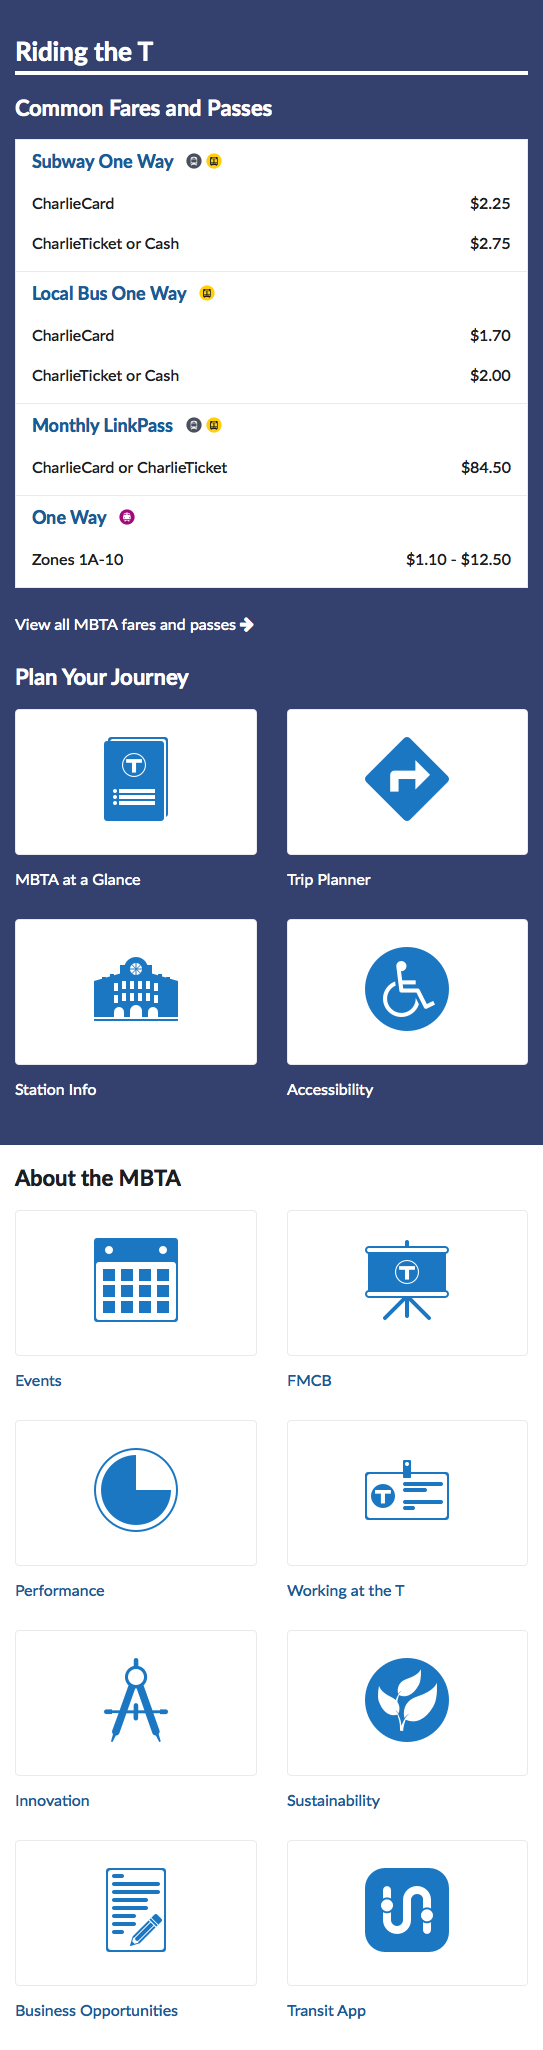 Riding the T
Common Fares and Passes
Subway One Way
CharlieCard $2.25
CharlieTicket or Cash $2.75
Local Bus One Way
CharlieCard $1.70
CharlieTicket or Cash $2.00
Monthly LinkPass
CharlieCard or CharlieTicket $84.50
One Way
Zones 1A-10 $1.10 - $12.50
View all MBTA fares and passes
Plan Your Journey
T
MBTA at a Glance Trip Planner
Station Info Accessibility
About the MBTA
T
Events FMCB
T
Performance Working at the T
Innovation Sustainability
Business Opportunities Transit App